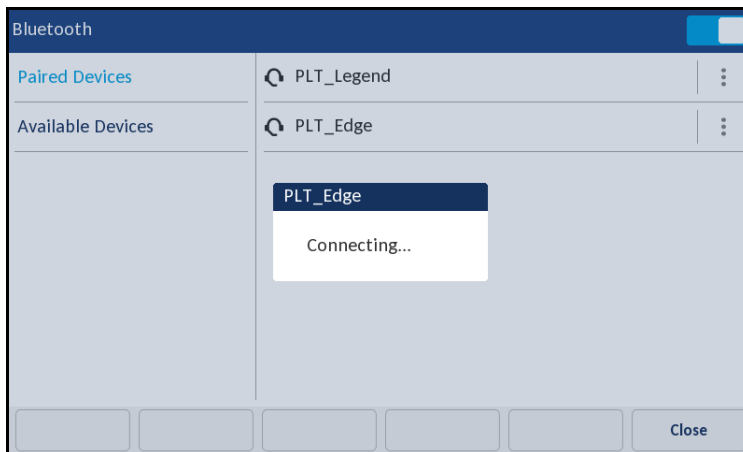 Bluetooth
Paired Devices
PLT_Legend
Available Devices
PLT_Edge
PLT_Edge
Connecting...
Close